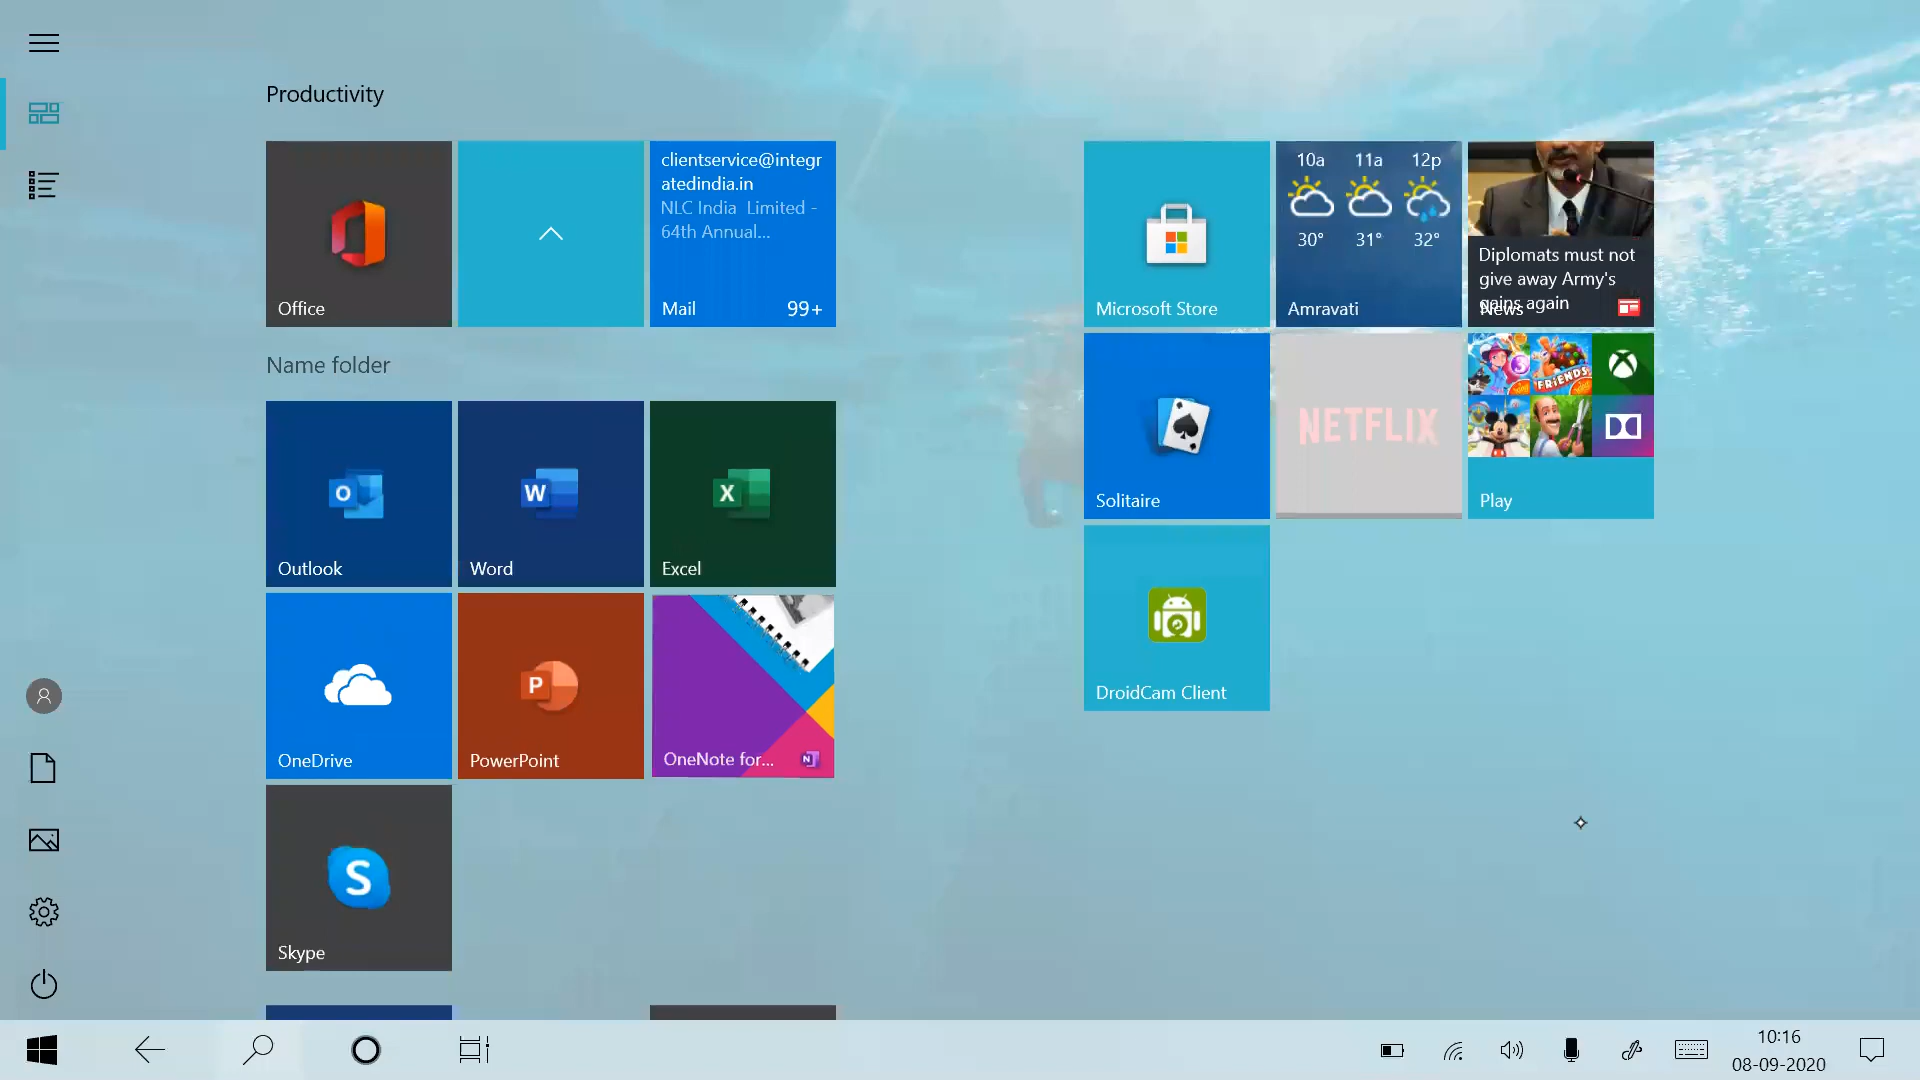 Productivity
clientservice@integr
atedindia.in
NLC India Limited -
64th Annual...
Office
Mail 99+
10a 11a 12p
30° 31° 32°
Microsoft Store
Amravati
Diplomats must not
give away Army's
gains again
News
Name folder
O
Outlook
W
Word
X
Excel
NETFLIX
Solitaire
3
FRIENDS
Play
OneDrive
P
PowerPoint
N
OneNote for...
DroidCam Client
S
Skype
10:16
08-09-2020